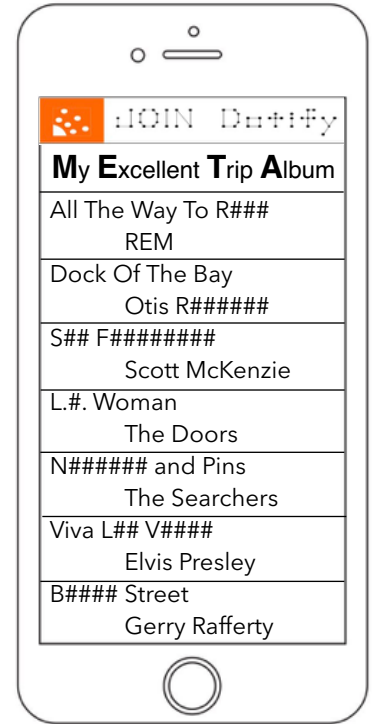 JOIN Dotify
My Excellent Trip Album
All The Way To R###
REM
Dock Of The Bay
Otis R######
S## F########
Scott McKenzie
L.#. Woman
The Doors
N###### and Pins
The Searchers
Viva L## V####
Elvis Presley
B#### Street
Gerry Rafferty